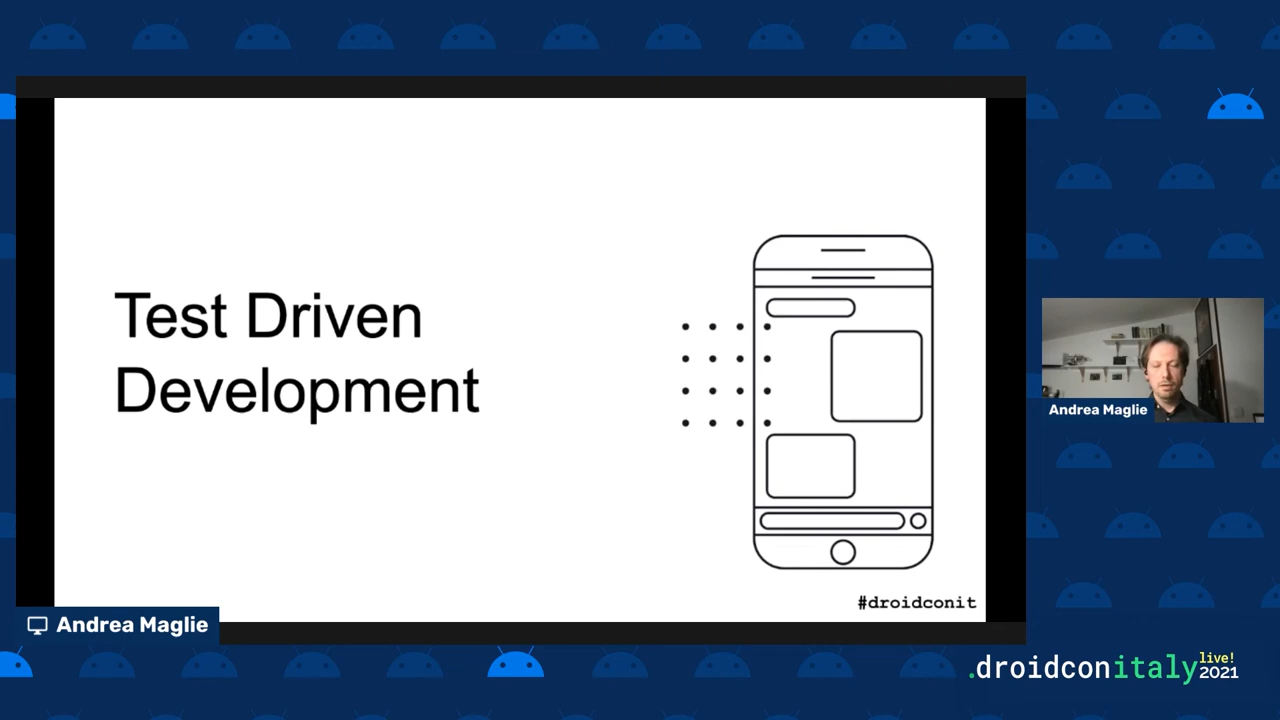 Test Driven
Development
#droidconit
Andrea Maglie
Andrea Maglie
.droidconitaly live! 2021